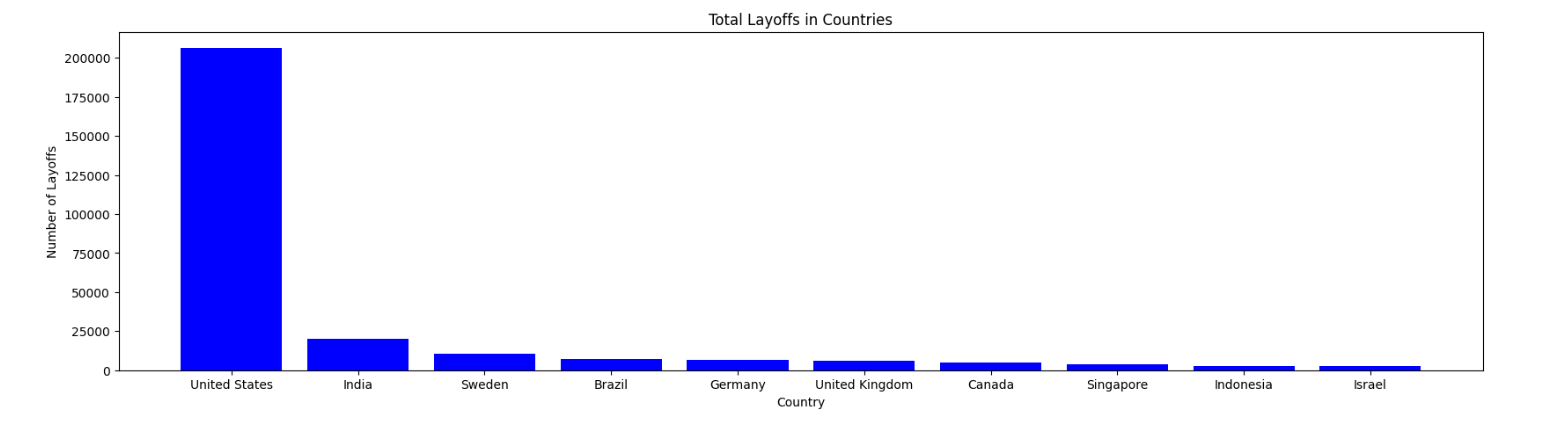 Total Layoffs in Countries
Number of Layoffs
200000
175000
150000
125000
100000
75000
50000
25000
0
United States India Sweden Brazil Germany United Kingdom Canada Singapore Indonesia Israel
Country